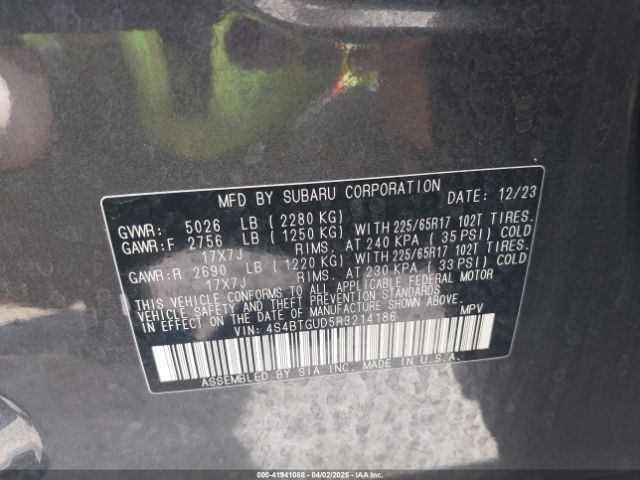 MFD BY SUBARU CORPORATION DATE: 12/23
GVWR: 5026 LB ( 2280 KG)
GAWR:F 2756 LB ( 1250 KG) WITH 225/65R17 102T TIRES.
17X7J RIMS. AT 240 KPA ( 35 PSI) COLD
GAWR:R 2690 LB ( 1220 KG) WITH 225/65R17 102T TIRES.
17X7J RIMS. AT 230 KPA ( 33 PSI) COLD
THIS VEHICLE CONFORMS TO ALL APPLICABLE FEDERAL MOTOR
VEHICLE SAFETY, AND THEFT PREVENTION STANDARDS
IN EFFECT ON THE DATE OF MANUFACTURE SHOWN ABOVE.
VIN: 4S4BTGUD5R3214186 MPV
ASSEMBLED BY SIA INC. MADE IN U.S.A.
000-41941088 - 04/02/2025 - IAA Inc.